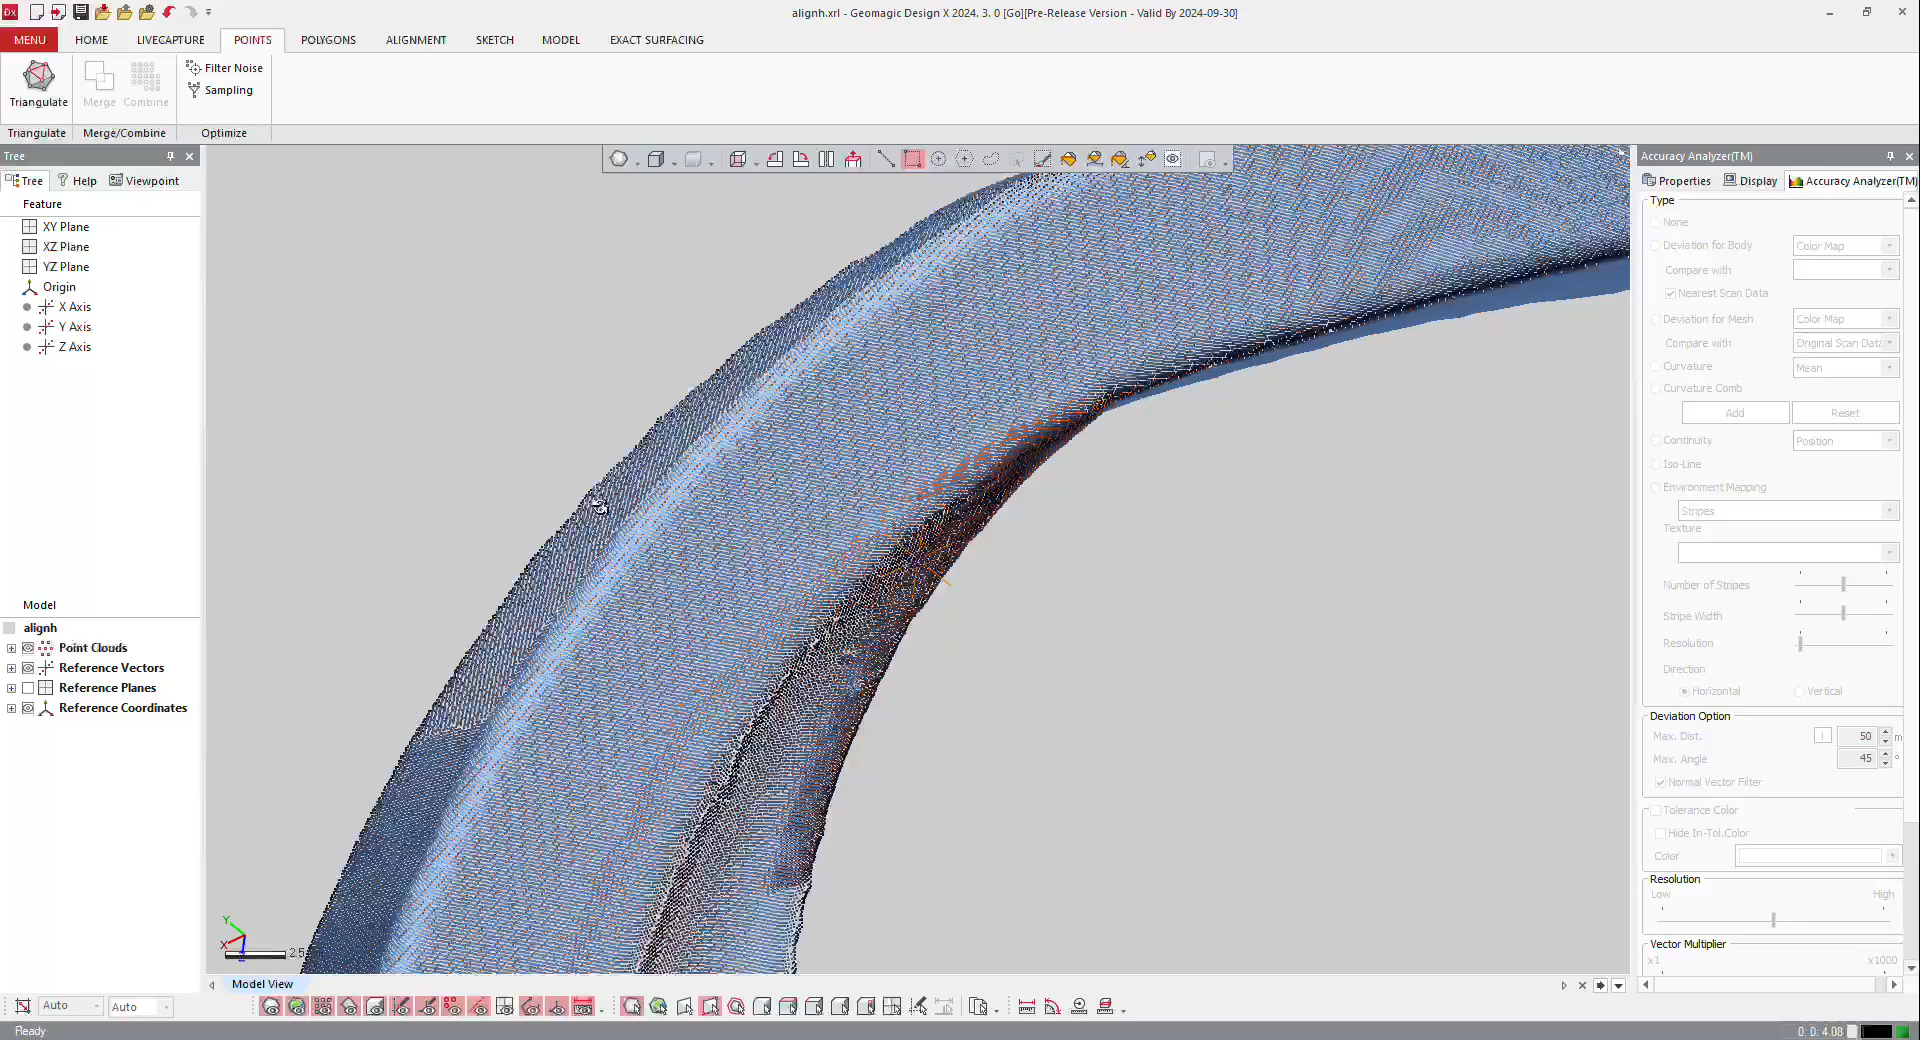 alignh.xrl - Geomagic Design X 2024. 3. 0 [Go][Pre-Release Version - Valid By 2024-09-30]
MENU HOME LIVECAPTURE POINTS POLYGONS ALIGNMENT SKETCH MODEL EXACT SURFACING
Filter Noise
Sampling
Triangulate Merge Combine
Triangulate Merge/Combine Optimize
Tree
Tree Help Viewpoint
Feature
XY Plane
XZ Plane
YZ Plane
Origin
X Axis
Y Axis
Z Axis
Model
alignh
Point Clouds
Reference Vectors
Reference Planes
Reference Coordinates
Y
X
2.5
Model View
Accuracy Analyzer(TM)
Properties Display Accuracy Analyzer(TM)
Type
None
Deviation for Body Color Map
Compare with
Nearest Scan Data
Deviation for Mesh Color Map
Compare with Original Scan Data
Curvature Mean
Curvature Comb
Add Reset
Continuity Position
Iso-Line
Environment Mapping
Stripes
Texture
Number of Stripes
Stripe Width
Resolution
Direction
Horizontal Vertical
Deviation Option
Max. Dist. 50 m
Max. Angle 45 °
Normal Vector Filter
Tolerance Color
Hide In-Tol.Color
Color
Resolution
Low High
Vector Multiplier
x1 x1000
Auto Auto
Ready
0: 0: 4.08